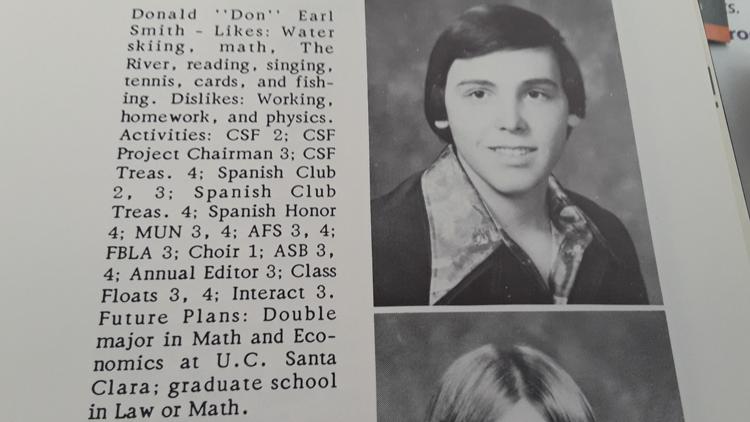 Donald "Don" Earl
Smith - Likes: Water
skiing, math, The
River, reading, singing,
tennis, cards, and fish-
ing. Dislikes: Working,
homework, and physics.
Activities: CSF 2; CSF
Project Chairman 3; CSF
Treas. 4; Spanish Club
2, 3; Spanish Club
Treas. 4; Spanish Honor
4; MUN 3, 4; AFS 3, 4;
FBLA 3; Choir 1; ASB 3,
4; Annual Editor 3; Class
Floats 3, 4; Interact 3.
Future Plans: Double
major in Math and Eco-
nomics at U.C. Santa
Clara; graduate school
in Law or Math.